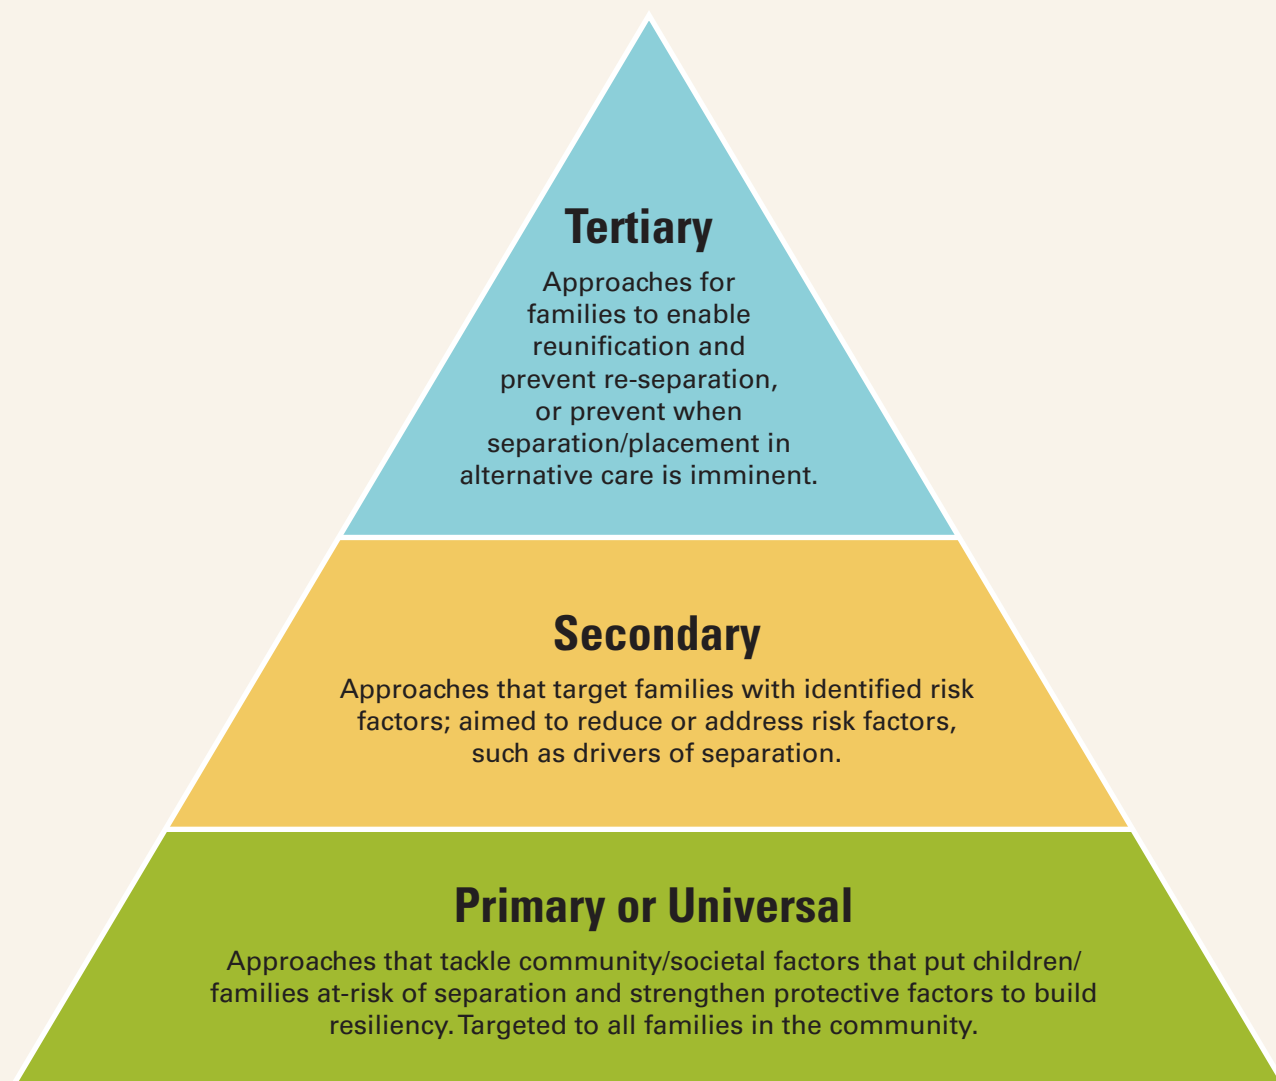 Tertiary
Approaches for
families to enable
reunification and
prevent re-separation,
or prevent when
separation/placement in
alternative care is imminent.
Secondary
Approaches that target families with identified risk
factors; aimed to reduce or address risk factors,
such as drivers of separation.
Primary or Universal
Approaches that tackle community/societal factors that put children/
families at-risk of separation and strengthen protective factors to build
resiliency. Targeted to all families in the community.